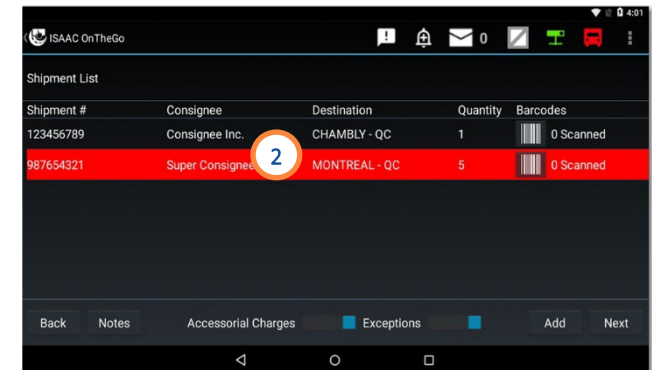 4:01
ISAAC OnTheGo 0
Shipment List
Shipment # Consignee Destination Quantity Barcodes
123456789 Consignee Inc. CHAMBLY - QC 1 0 Scanned
987654321 Super Consignee 2 MONTREAL - QC 5 0 Scanned
Back Notes Accessorial Charges Exceptions Add Next